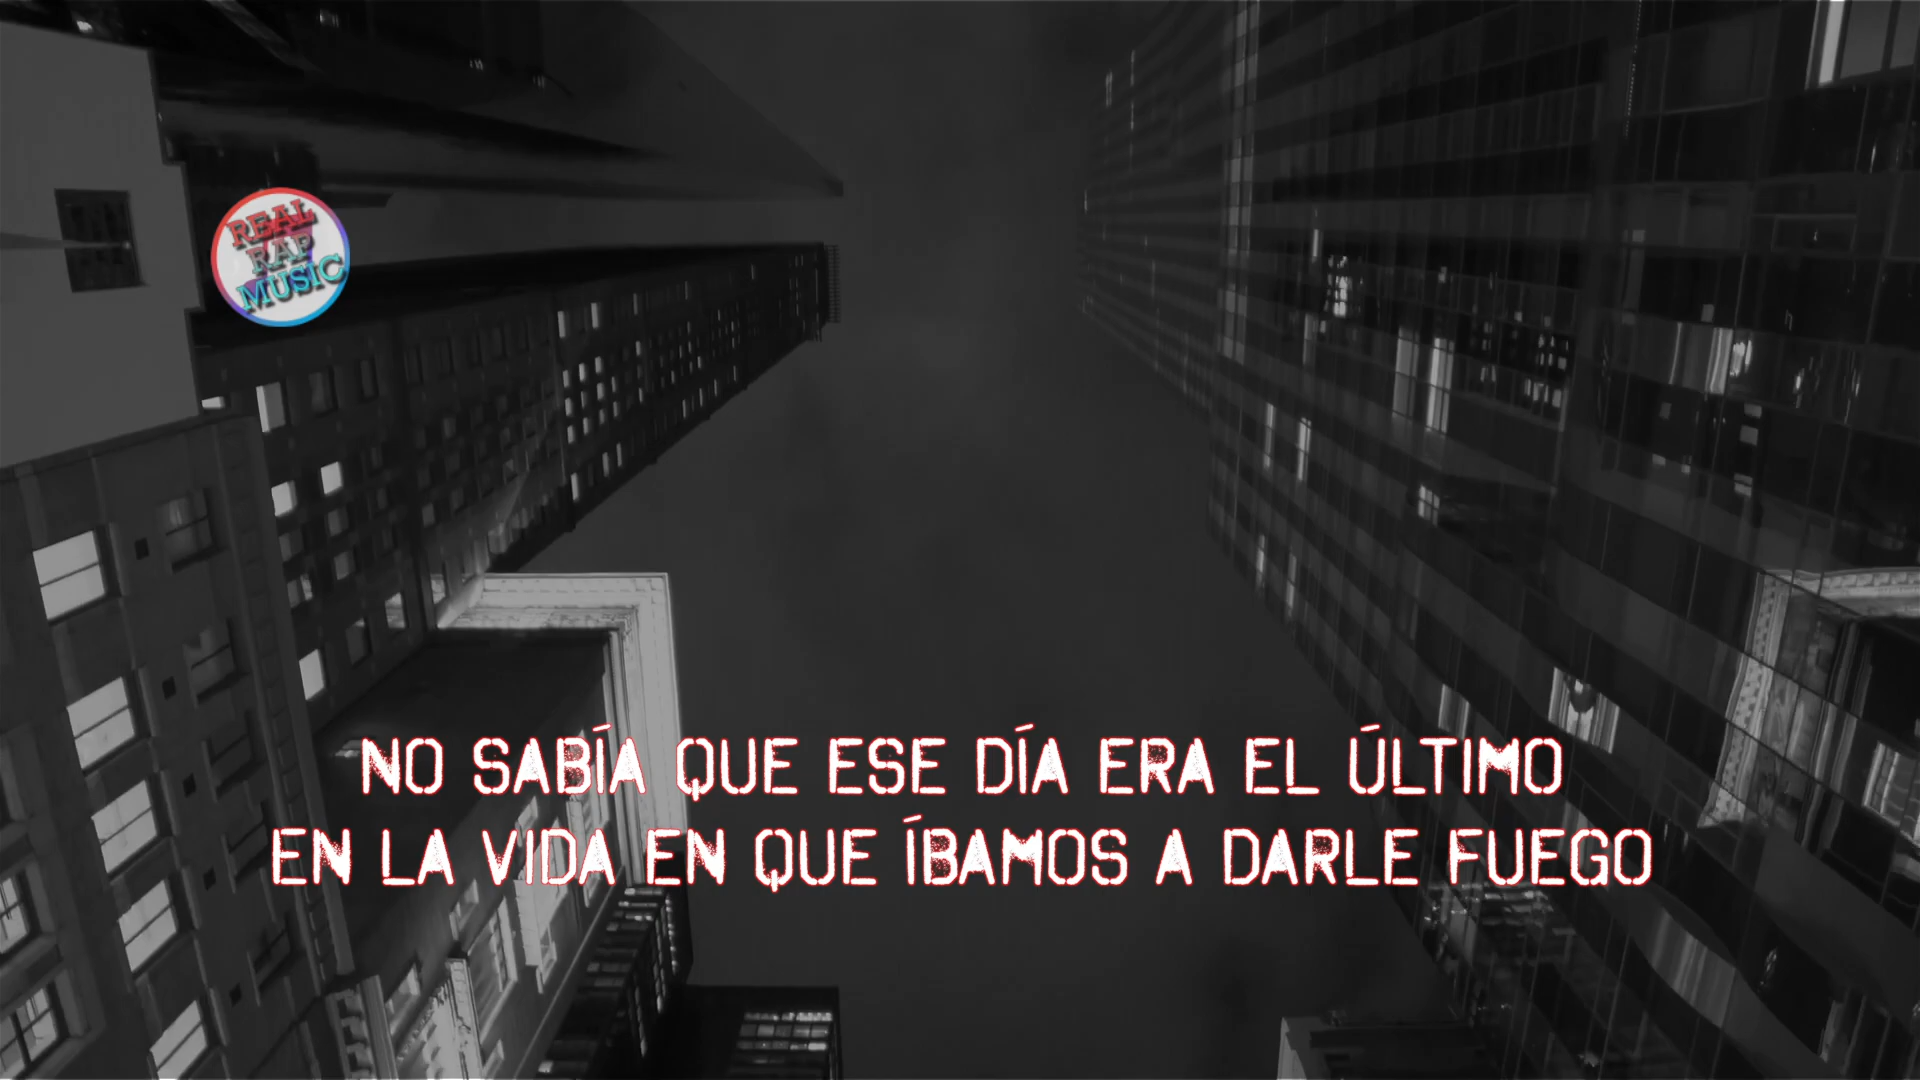 REAL
RAP
MUSIC
NO SABÍA QUE ESE DÍA ERA EL ÚLTIMO
EN LA VIDA EN QUE ÍBAMOS A DARLE FUEGO